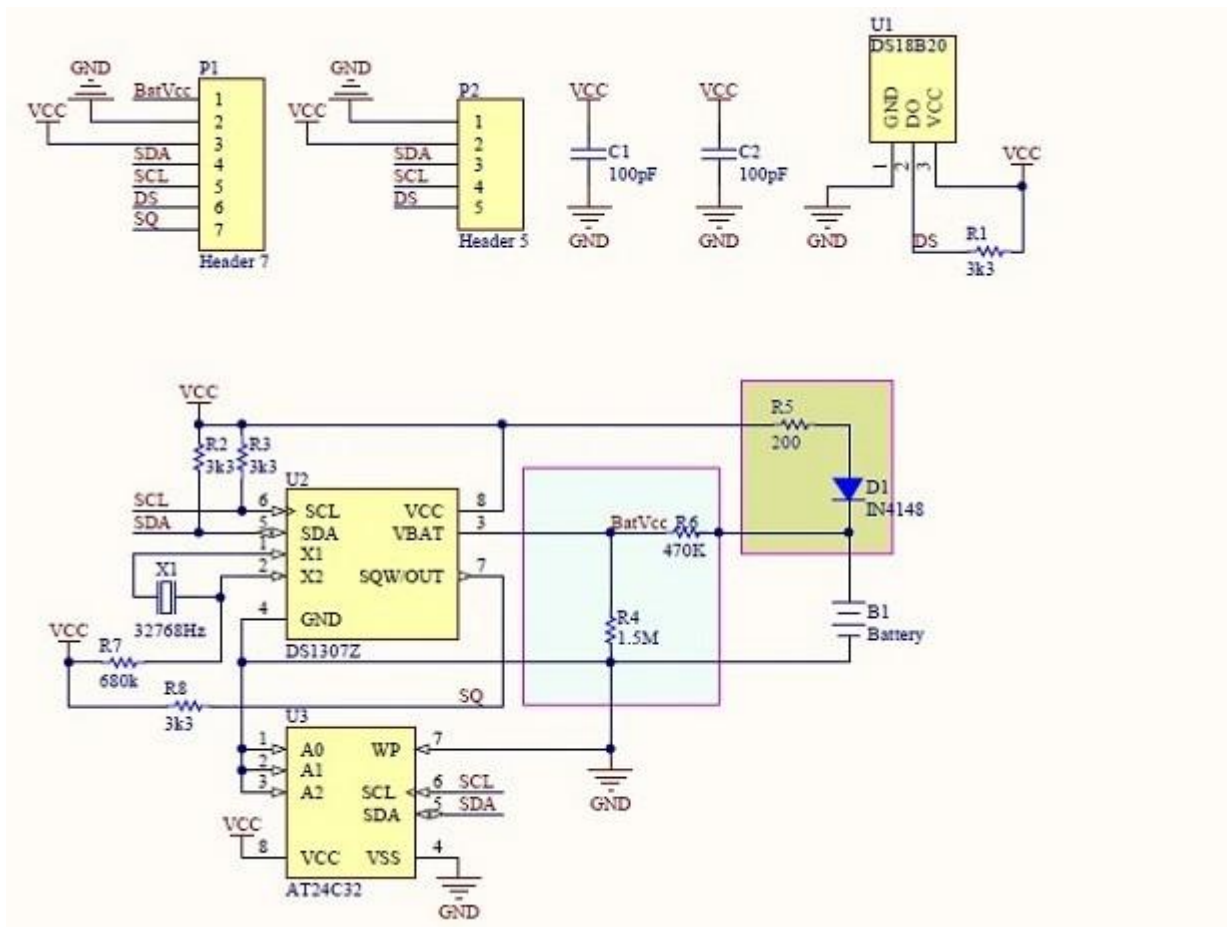 GND
P1
BatVcc
1
VCC
2
3
SDA
4
SCL
5
DS
6
SQ
7
Header 7
GND
P2
VCC
1
2
SDA
3
SCL
4
DS
5
Header 5
VCC
C1
100pF
GND
VCC
C2
100pF
GND
U1
DS18B20
GND
DO
VCC
1
2
3
VCC
GND
DS
R1
3k3
VCC
R2
3k3
R3
3k3
U2
SCL
6
SCL
VCC
8
SDA
5
SDA
VBAT
3
1
X1
2
X2
SQW/OUT
7
4
GND
DS1307Z
X1
32768Hz
VCC
R7
680k
R8
3k3
SQ
R5
200
D1
IN4148
BatVcc
R6
470K
R4
1.5M
B1
Battery
U3
1
A0
WP
7
2
A1
3
A2
SCL
6
SCL
SDA
5
SDA
VCC
8
VCC
VSS
4
AT24C32
GND
GND